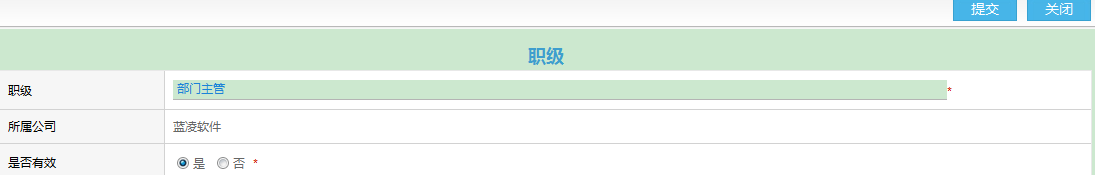 提交 关闭
职级
职级 部门主管 *
所属公司 蓝凌软件
是否有效 是 否 *